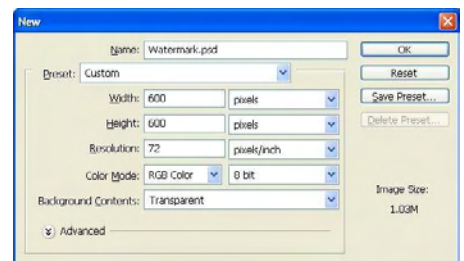 New
Name: Watermark.psd
OK
Preset: Custom
Reset
Width: 600 pixels
Save Preset...
Height: 600 pixels
Delete Preset...
Resolution: 72 pixels/inch
Color Mode: RGB Color 8 bit
Image Size:
Background Contents: Transparent
1.03M
Advanced